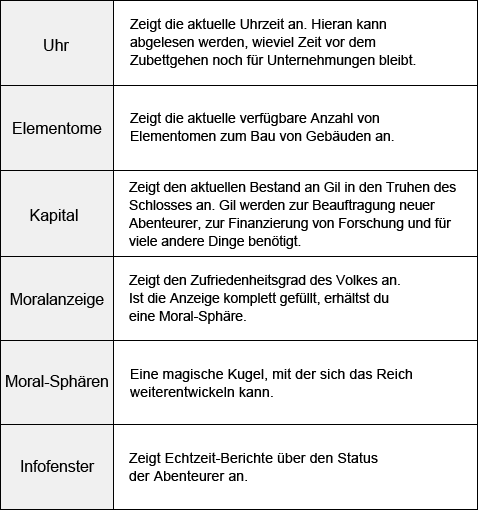 Uhr
Zeigt die aktuelle Uhrzeit an. Hieran kann
abgelesen werden, wieviel Zeit vor dem
Zubettgehen noch für Unternehmungen bleibt.
Elementome
Zeigt die aktuelle verfügbare Anzahl von
Elementomen zum Bau von Gebäuden an.
Kapital
Zeigt den aktuellen Bestand an Gil in den Truhen des
Schlosses an. Gil werden zur Beauftragung neuer
Abenteurer, zur Finanzierung von Forschung und für
viele andere Dinge benötigt.
Moralanzeige
Zeigt den Zufriedenheitsgrad des Volkes an.
Ist die Anzeige komplett gefüllt, erhältst du
eine Moral-Sphäre.
Moral-Sphären
Eine magische Kugel, mit der sich das Reich
weiterentwickeln kann.
Infofenster
Zeigt Echtzeit-Berichte über den Status
der Abenteurer an.